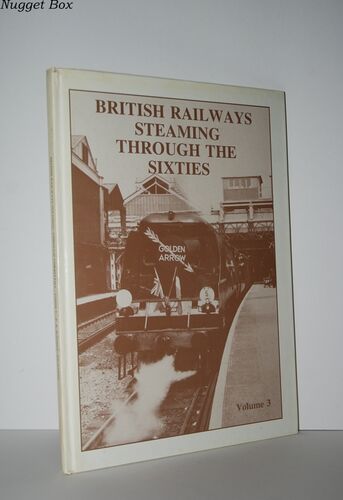 Nugget Box
BRITISH RAILWAYS
STEAMING
THROUGH THE
SIXTIES
GOLDEN
ARROW
Volume 3